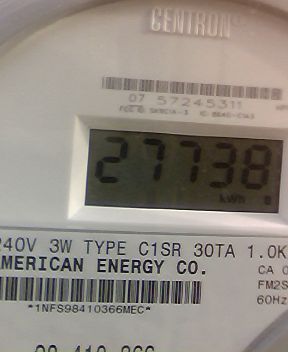 CENTRON
07 57245311
27738
kWh
240V 3W TYPE C1SR 30TA 1.0K
AMERICAN ENERGY CO.
CA 0
FM2S
60Hz
*1NFS98410366MEC*